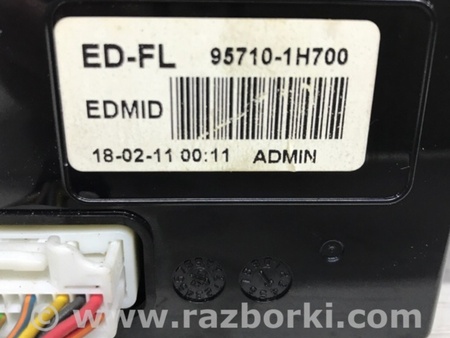 ED-FL 95710-1H700
EDMID
18-02-11 00:11 ADMIN
www.razborki.com